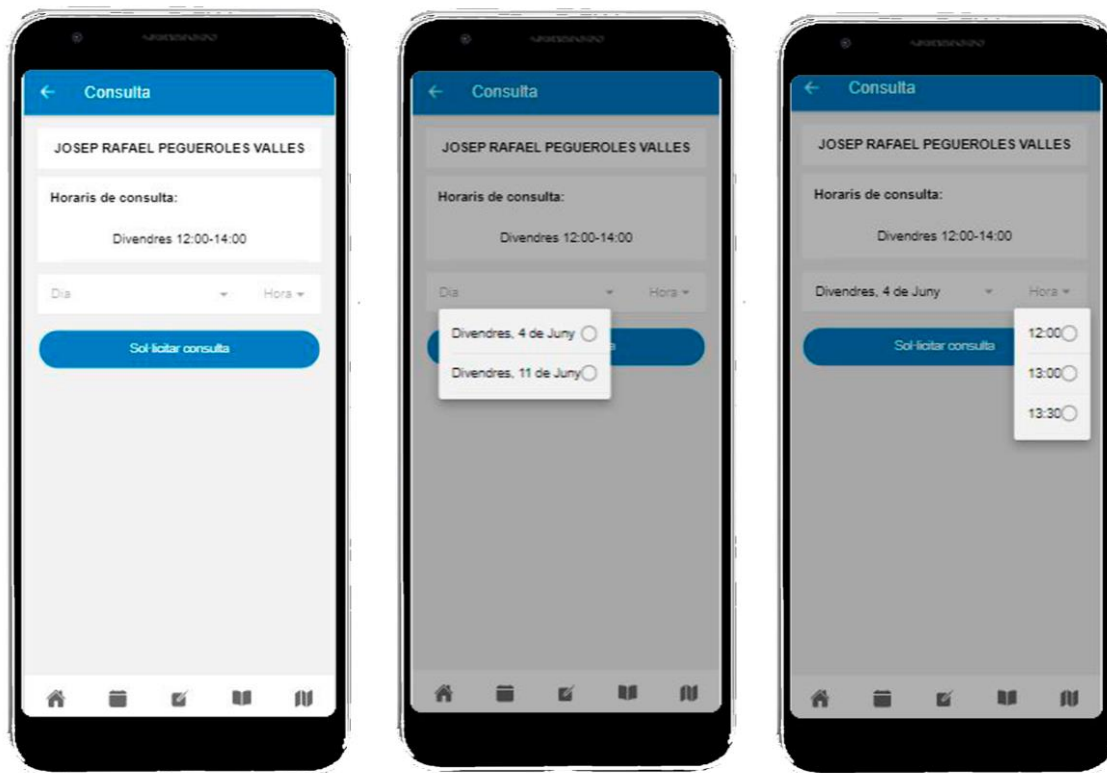 Consulta
JOSEP RAFAEL PEGUEROLES VALLES
Horaris de consulta:
Divendres 12:00-14:00
Dia Hora
Sol·licitar consulta
Consulta
JOSEP RAFAEL PEGUEROLES VALLES
Horaris de consulta:
Divendres 12:00-14:00
Dia Hora
Divendres, 4 de Juny
Divendres, 11 de Juny
Consulta
JOSEP RAFAEL PEGUEROLES VALLES
Horaris de consulta:
Divendres 12:00-14:00
Divendres, 4 de Juny Hora
Sol·licitar consulta
12:00
13:00
13:30